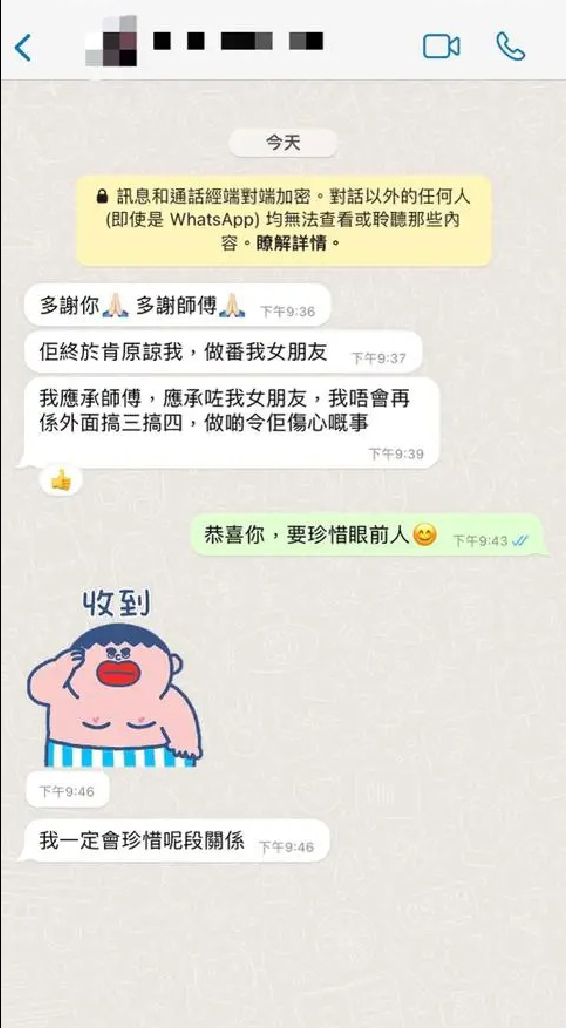 今天
🔒 訊息和通話經端對端加密。對話以外的任何人
(即使是 WhatsApp) 均無法查看或聆聽那些內
容。瞭解詳情。
多謝你🙏🏻 多謝師傅🙏🏻 下午9:36
佢終於肯原諒我，做番我女朋友 下午9:37
我應承師傅，應承咗我女朋友，我唔會再
係外面搞三搞四，做啲令佢傷心嘅事
下午9:39
👍
恭喜你，要珍惜眼前人😊 下午9:43
收到
下午9:46
我一定會珍惜呢段關係 下午9:46